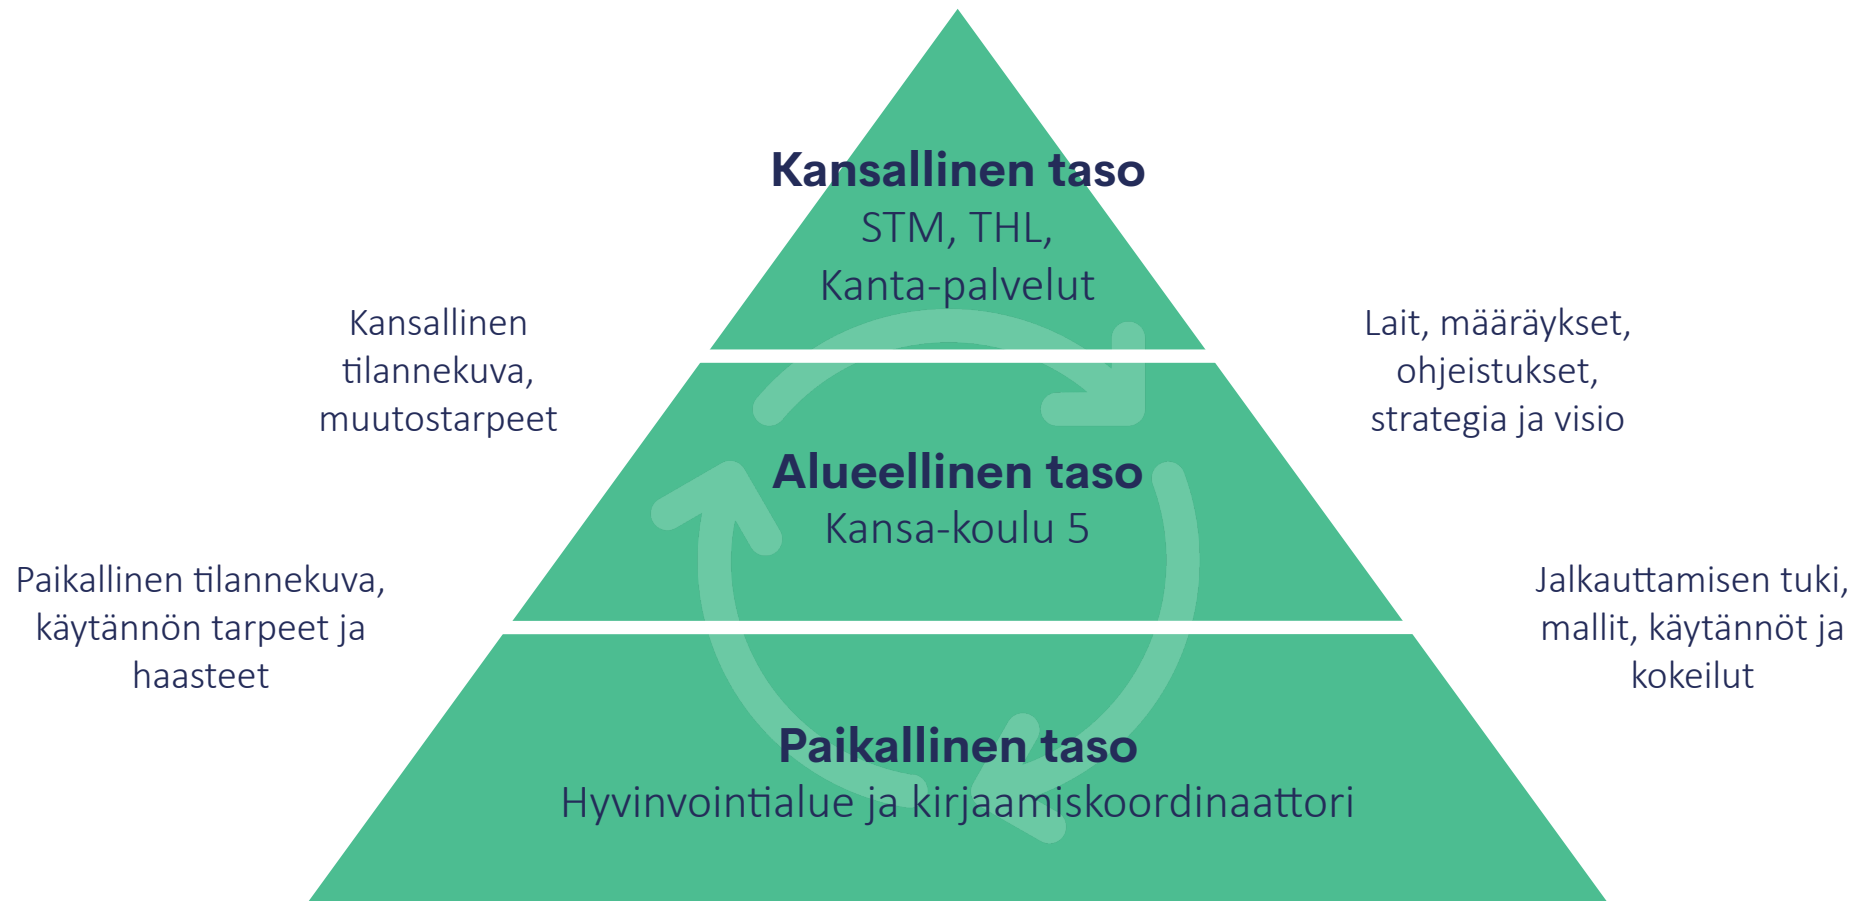 Kansallinen taso
STM, THL,
Kanta-palvelut
Kansallinen
tilannekuva,
muutostarpeet
Lait, määräykset,
ohjeistukset,
strategia ja visio
Alueellinen taso
Kansa-koulu 5
Paikallinen tilannekuva,
käytännön tarpeet ja
haasteet
Jalkauttamisen tuki,
mallit, käytännöt ja
kokeilut
Paikallinen taso
Hyvinvointialue ja kirjaamiskoordinaattori